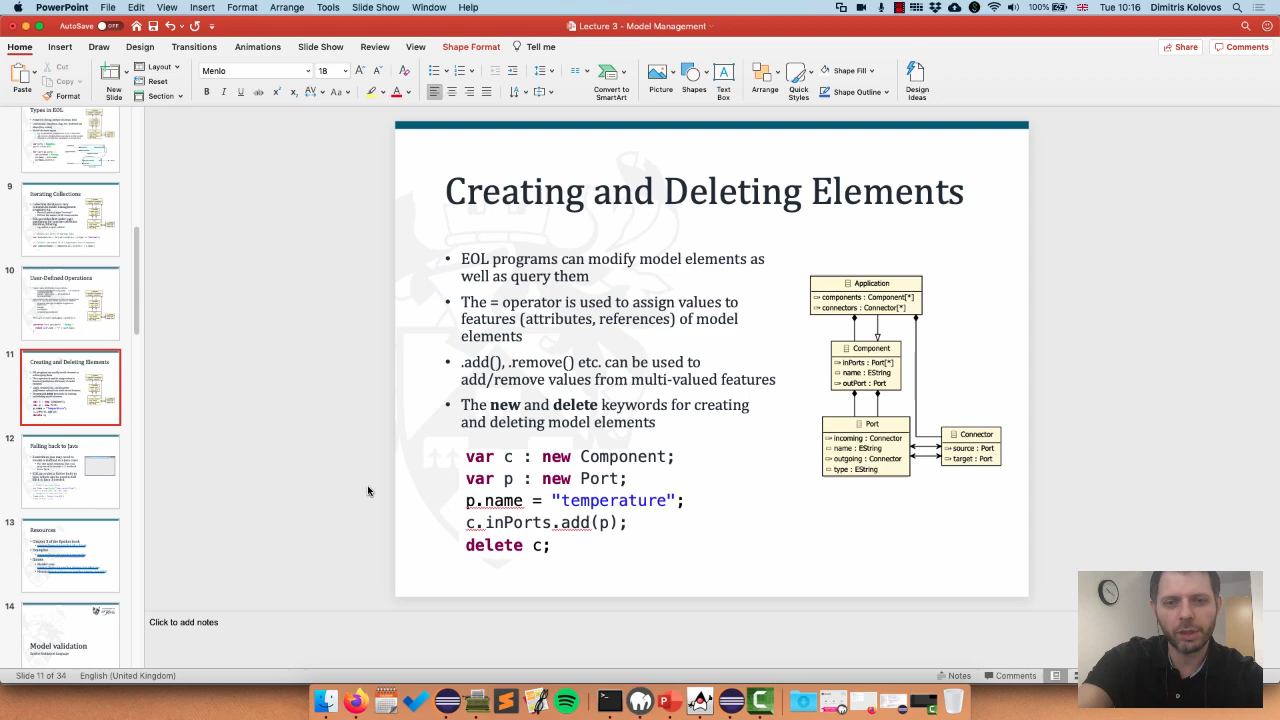 PowerPoint File Edit View Insert Format Arrange Tools Slide Show Window Help 100% Tue 10:16 Dimitris Kolovos
AutoSave OFF Lecture 3 - Model Management
Home Insert Draw Design Transitions Animations Slide Show Review View Shape Format Tell me Share Comments
Paste Cut Copy Format
New Slide Layout Reset Section
Menlo 18
Convert to SmartArt
Picture Shapes Text Box Arrange Quick Styles Shape Fill Shape Outline Design Ideas
Types in EOL
9
Iterating Collections
10
User-Defined Operations
11
Creating and Deleting Elements
12
Falling back to Java
13
Resources
14
Model validation
Creating and Deleting Elements
• EOL programs can modify model elements as
well as query them
• The = operator is used to assign values to
features (attributes, references) of model
elements
• .add(), .remove() etc. can be used to
add/remove values from multi-valued feaures
• The new and delete keywords for creating
and deleting model elements
var c : new Component;
var p : new Port;
p.name = "temperature";
c.inPorts.add(p);
delete c;
Application
components : Component[*]
connectors : Connector[*]
Component
inPorts : Port[*]
name : EString
outPort : Port
Port
incoming : Connector
name : EString
outgoing : Connector
type : EString
Connector
source : Port
target : Port
Click to add notes
Slide 11 of 34 English (United Kingdom) Notes Comments